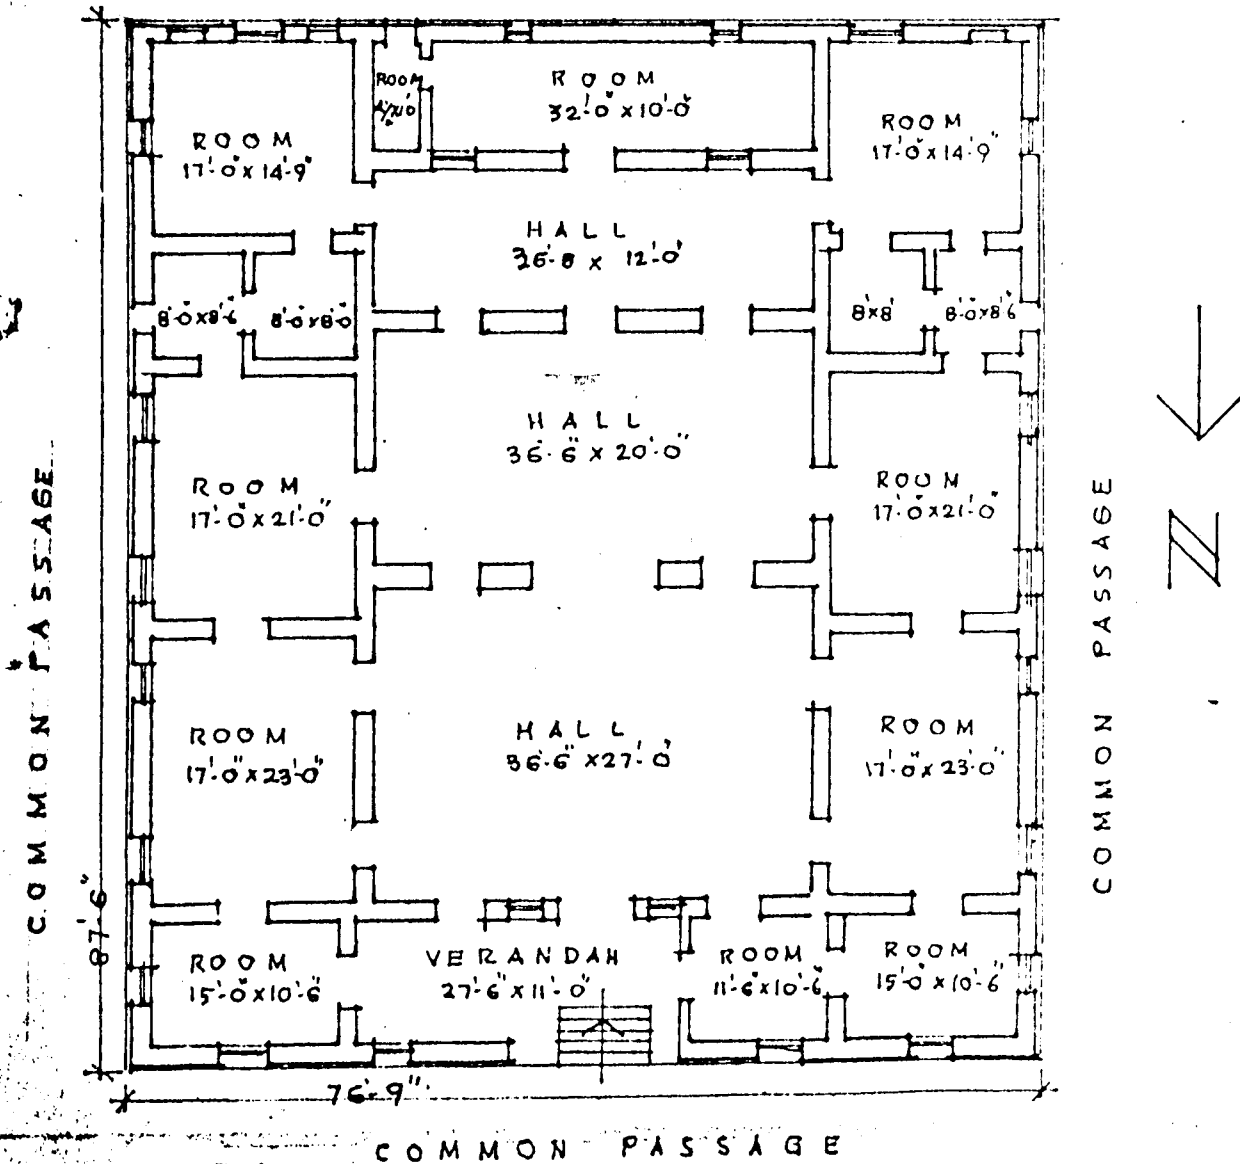 ROOM
ROOM
32'-0" x 10'-0"
ROOM
17'-0" x 14'-9"
ROOM
17'-0" x 14'-9"
HALL
36-8 x 12'-0"
8'-0" x 8'-6
8'-0" x 8'-0
8'x8'
8'-0" x 8'6"
HALL
36'-6" x 20'-0"
ROOM
17'-0" x 21'-0"
ROOM
17'-0" x 21'-0"
HALL
36'-6" x 27'-0"
ROOM
17'-0" x 23'-0"
ROOM
17'-0" x 23'-0"
VERANDAH
27'-6" x 11'-0"
ROOM
15'-0" x 10'-6"
ROOM
11'-6" x 10'-6"
ROOM
15'-0" x 10'-6"
COMMON PASSAGE
87'-6"
COMMON PASSAGE
N
76'-9"
COMMON PASSAGE